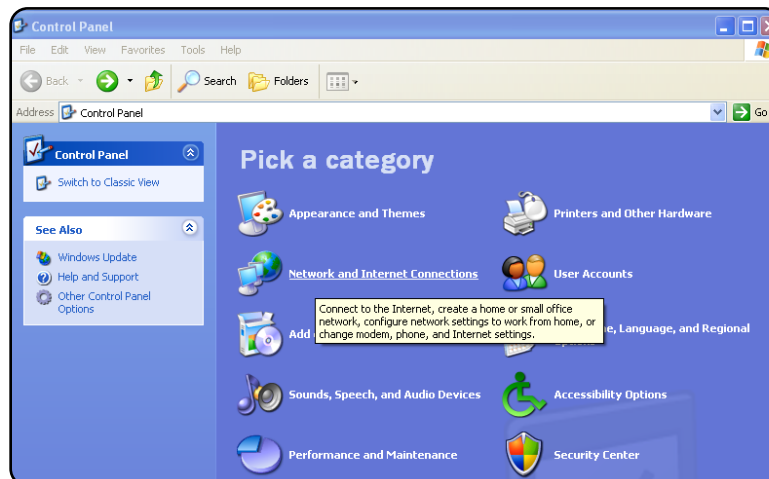 Control Panel
File Edit View Favorites Tools Help
Back Search Folders
Address Control Panel Go
Control Panel
Switch to Classic View
See Also
Windows Update
Help and Support
Other Control Panel
Options
Pick a category
Appearance and Themes
Printers and Other Hardware
Network and Internet Connections
User Accounts
Connect to the Internet, create a home or small office
network, configure network settings to work from home, or
change modem, phone, and Internet settings.
Add
Language, and Regional
Sounds, Speech, and Audio Devices
Accessibility Options
Performance and Maintenance
Security Center